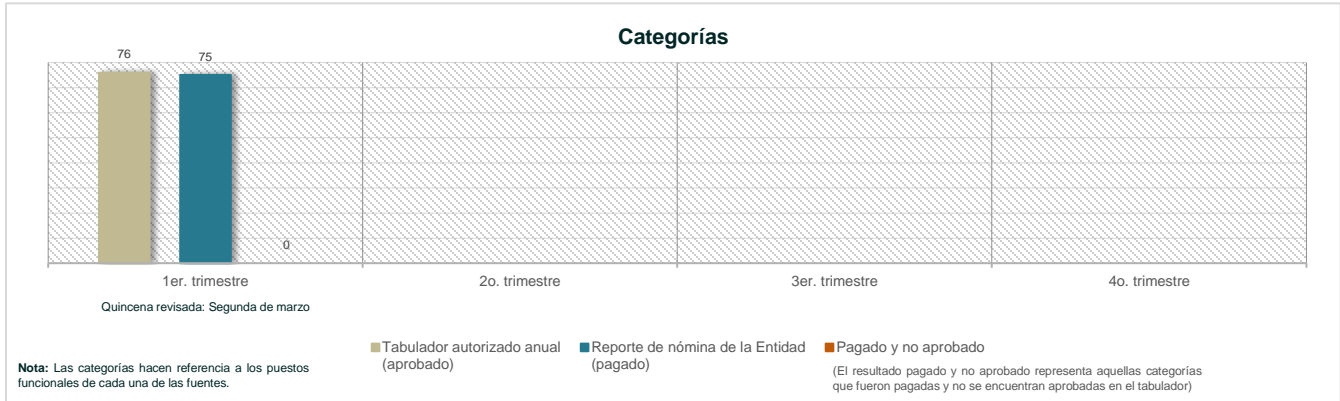 Categorías
76
75
0
1er. trimestre
2o. trimestre
3er. trimestre
4o. trimestre
Quincena revisada: Segunda de marzo
Tabulador autorizado anual
(aprobado)
Reporte de nómina de la Entidad
(pagado)
Pagado y no aprobado
(El resultado pagado y no aprobado representa aquellas categorías
que fueron pagadas y no se encuentran aprobadas en el tabulador)
Nota: Las categorías hacen referencia a los puestos
funcionales de cada una de las fuentes.